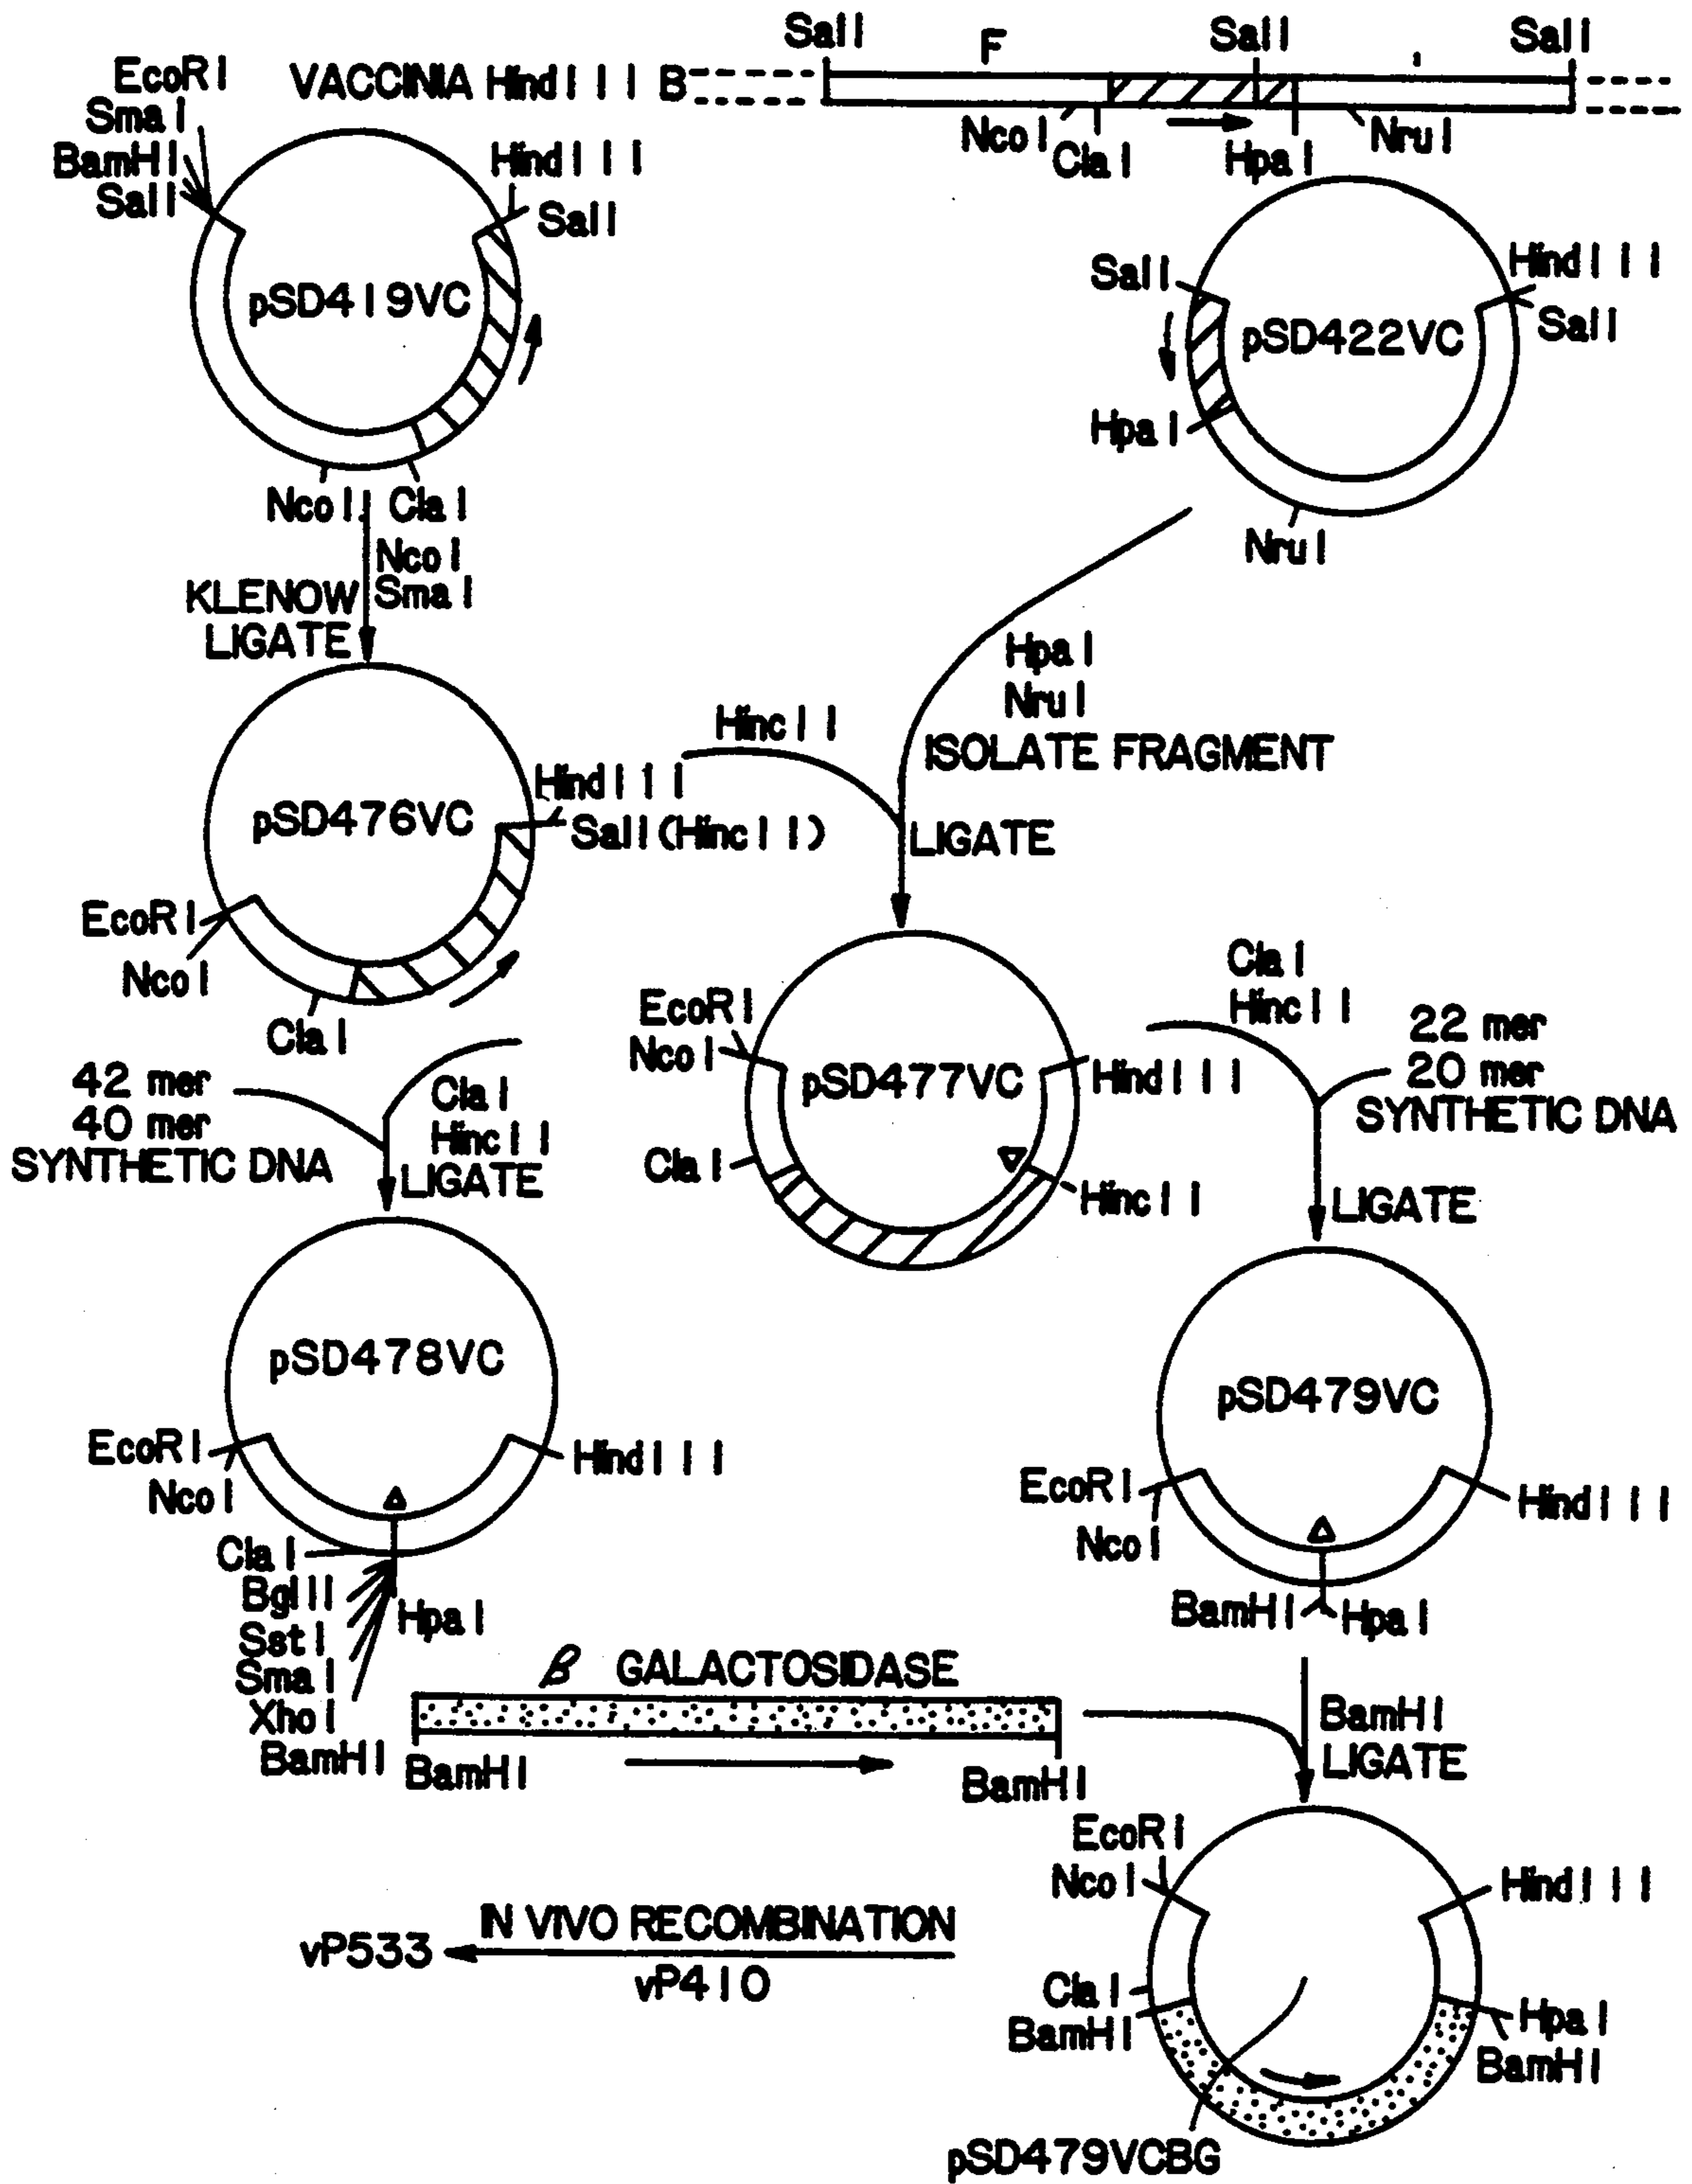 SalI
F
SalI
SalI
EcoRI
VACCINIA HindIII B
SmaI
BamHI
SalI
HindIII
SalI
NcoI
ClaI
HpaI
NruI
pSD419VC
SalI
HindIII
SalI
pSD422VC
HpaI
NruI
NcoI
ClaI
NcoI
SmaI
KLENOW
LIGATE
HpaI
NruI
ISOLATE FRAGMENT
HincII
LIGATE
HindIII
pSD476VC
SalI(HincII)
EcoRI
NcoI
ClaI
ClaI
HincII
22 mer
20 mer
SYNTHETIC DNA
EcoRI
NcoI
pSD477VC
HindIII
42 mer
40 mer
SYNTHETIC DNA
ClaI
HincII
LIGATE
ClaI
HincII
LIGATE
pSD478VC
EcoRI
NcoI
HindIII
ClaI
BglII
SstI
SmaI
XhoI
BamHI
HpaI
pSD479VC
EcoRI
NcoI
HindIII
BamHI
HpaI
β GALACTOSIDASE
BamHI
BamHI
BamHI
LIGATE
EcoRI
NcoI
HindIII
IN VIVO RECOMBINATION
vP533
vP410
ClaI
BamHI
HpaI
BamHI
pSD479VCBG